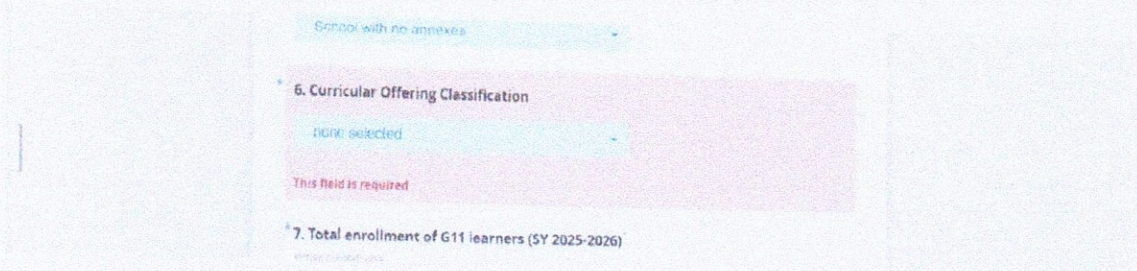 School with no annexes
* 6. Curricular Offering Classification
none selected
This field is required
* 7. Total enrollment of G11 learners (SY 2025-2026)